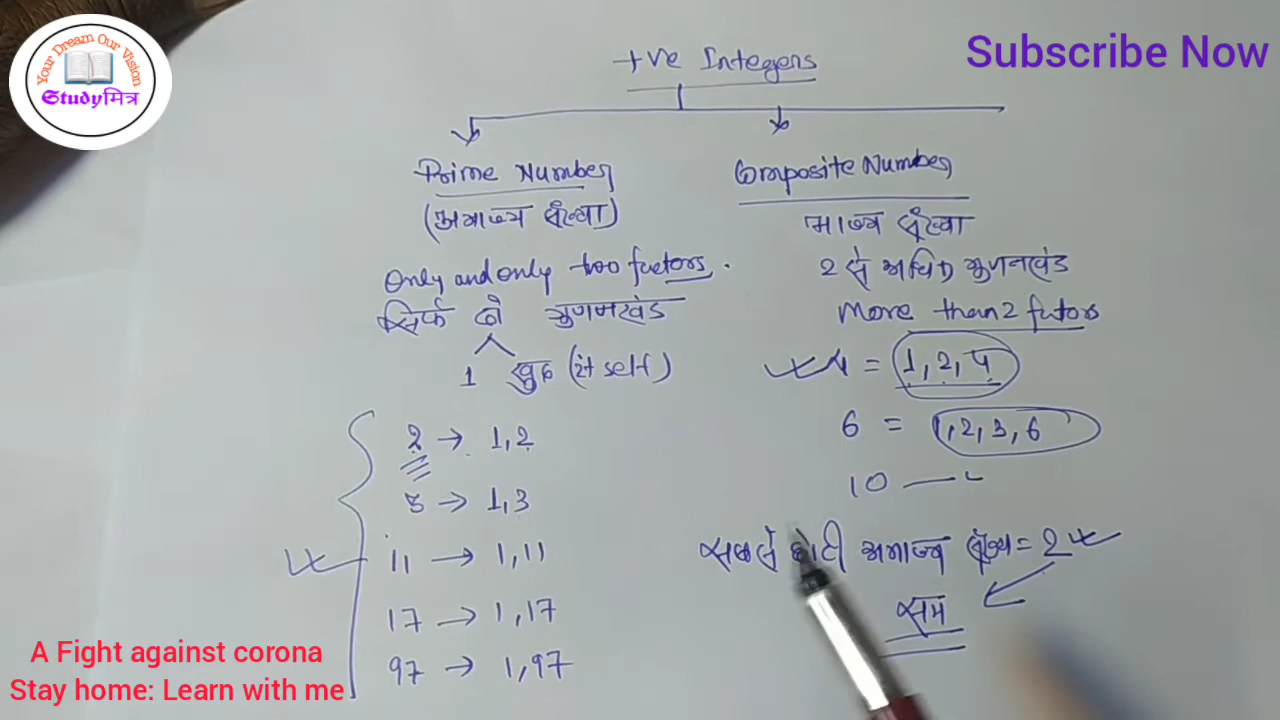 Your Dream Our Vision
Studyमित्र
Subscribe Now
+ve Integers
Prime Number
(अभाज्य संख्या)
Only and only two factors.
सिर्फ दो गुणनखंड
1 खुद (it self)
2 → 1,2
3 → 1,3
11 → 1,11
17 → 1,17
97 → 1,97
Composite Number
भाज्य संख्या
2 से अधिक गुणनखंड
More than 2 fctors
4 = 1, 2, 4
6 = 1,2,3,6
10 —
सबसे छोटी अभाज्य संख्या = 2
सम
A Fight against corona
Stay home: Learn with me